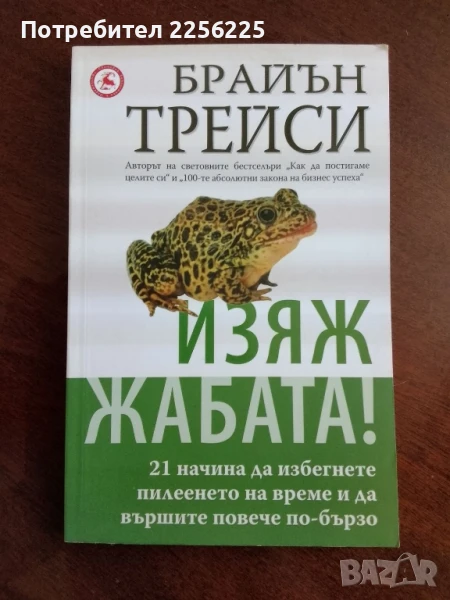 Потребител 2256225
БРАЙЪН
ТРЕЙСИ
Авторът на световните бестселъри „Как да постигаме
целите си“ и „100-те абсолютни закона на бизнес успеха“
ИЗЯЖ
ЖАБАТА!
21 начина да избегнете
пилеенето на време и да
вършите повече по-бързо
BAZAR